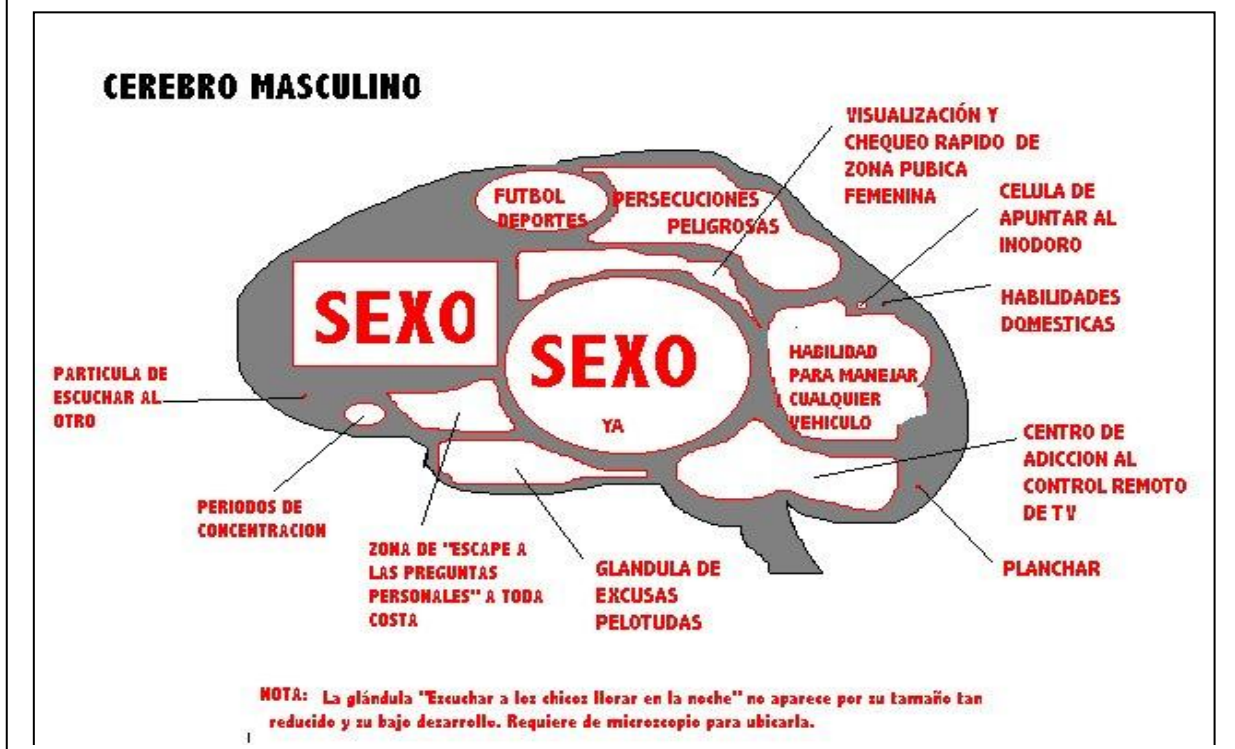 CEREBRO MASCULINO
VISUALIZACIÓN Y
CHEQUEO RAPIDO DE
ZONA PUBICA
FEMENINA
CELULA DE
APUNTAR AL
INODORO
HABILIDADES
DOMESTICAS
FUTBOL
DEPORTES
PERSECUCIONES
PELIGROSAS
SEXO
SEXO
YA
HABILIDAD
PARA MANEJAR
CUALQUIER
VEHICULO
PARTICULA DE
ESCUCHAR AL
OTRO
PERIODOS DE
CONCENTRACION
ZONA DE "ESCAPE A
LAS PREGUNTAS
PERSONALES" A TODA
COSTA
GLANDULA DE
EXCUSAS
PELOTUDAS
CENTRO DE
ADICCION AL
CONTROL REMOTO
DE TV
PLANCHAR
NOTA: La glándula "Escuchar a los chicos llorar en la noche" no aparece por su tamaño tan
reducido y su bajo desarrollo. Requiere de microscopio para ubicarla.